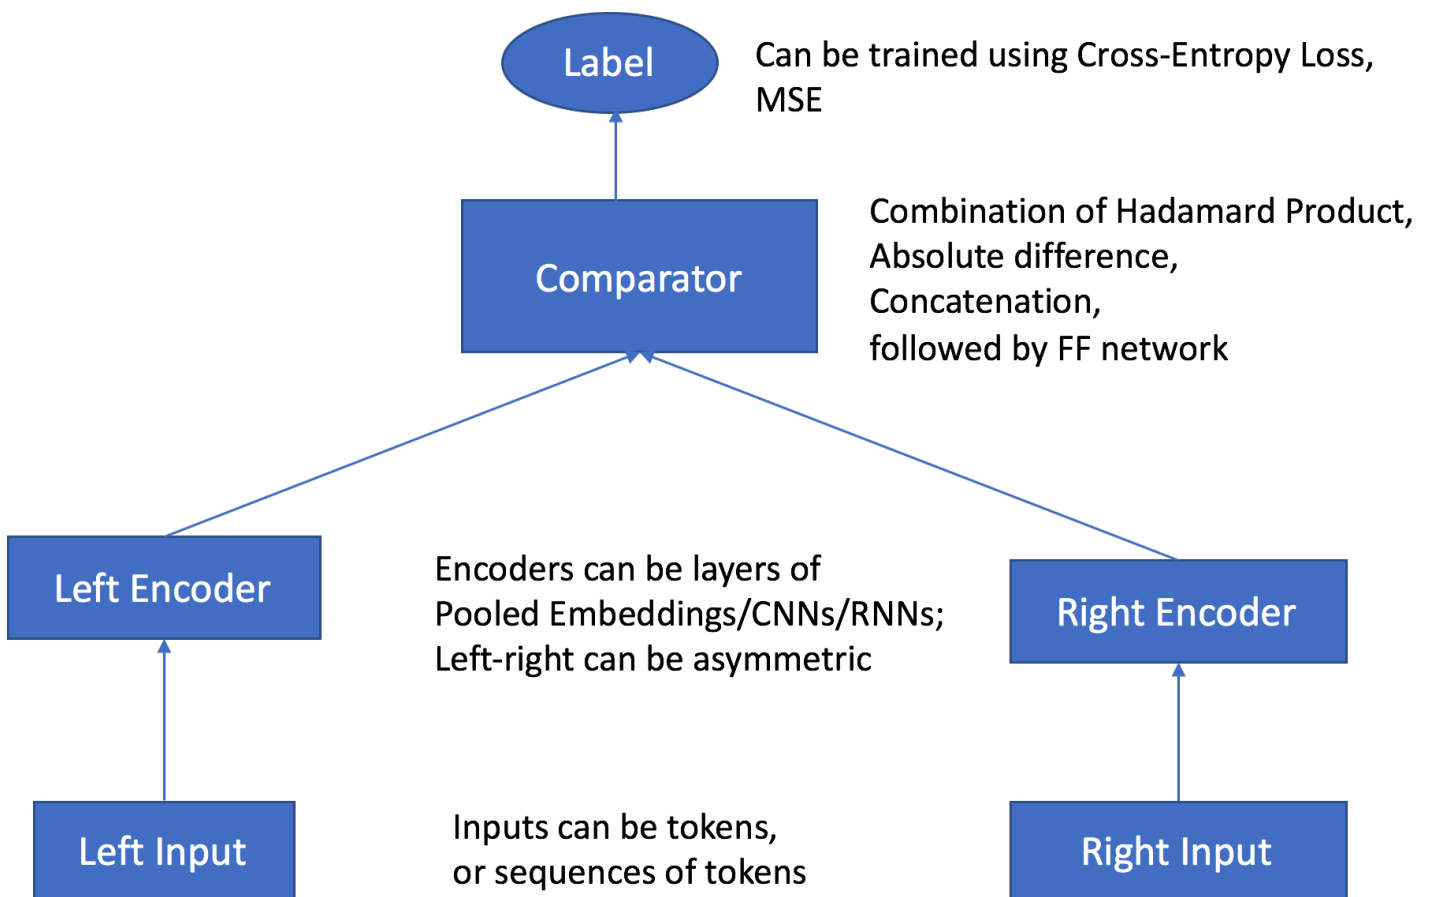 Label
Can be trained using Cross-Entropy Loss,
MSE
Comparator
Combination of Hadamard Product,
Absolute difference,
Concatenation,
followed by FF network
Left Encoder
Encoders can be layers of
Pooled Embeddings/CNNs/RNNs;
Left-right can be asymmetric
Right Encoder
Left Input
Inputs can be tokens,
or sequences of tokens
Right Input